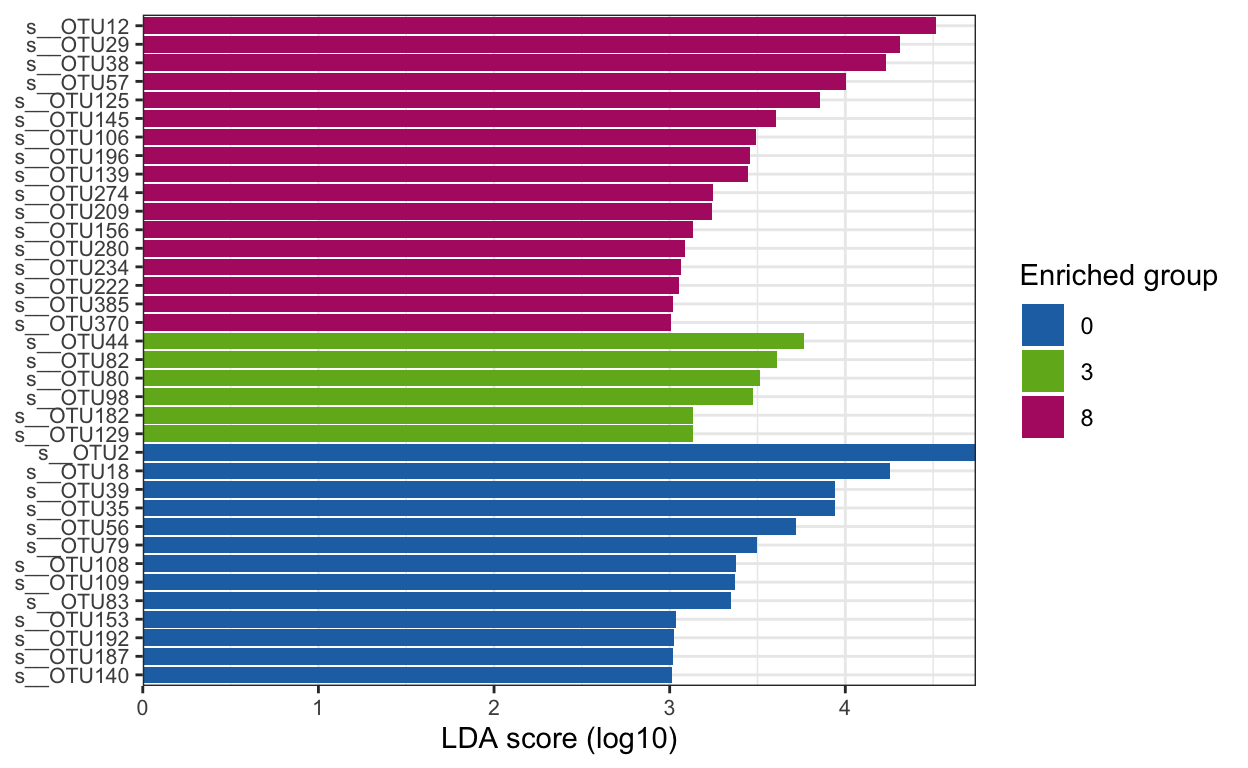 s__OTU12
s__OTU29
s__OTU38
s__OTU57
s__OTU125
s__OTU145
s__OTU106
s__OTU196
s__OTU139
s__OTU274
s__OTU209
s__OTU156
s__OTU280
s__OTU234
s__OTU222
s__OTU385
s__OTU370
s__OTU44
s__OTU82
s__OTU80
s__OTU98
s__OTU182
s__OTU129
s__OTU2
s__OTU18
s__OTU39
s__OTU35
s__OTU56
s__OTU79
s__OTU108
s__OTU109
s__OTU83
s__OTU153
s__OTU192
s__OTU187
s__OTU140
0 1 2 3 4
LDA score (log10)
Enriched group
0
3
8